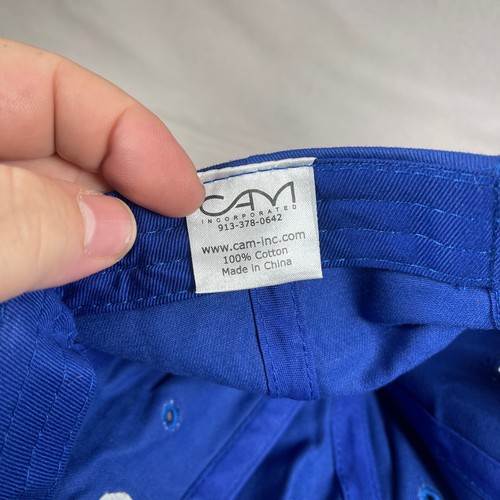 CAM
INCORPORATED
913-378-0642
www.cam-inc.com
100% Cotton
Made in China